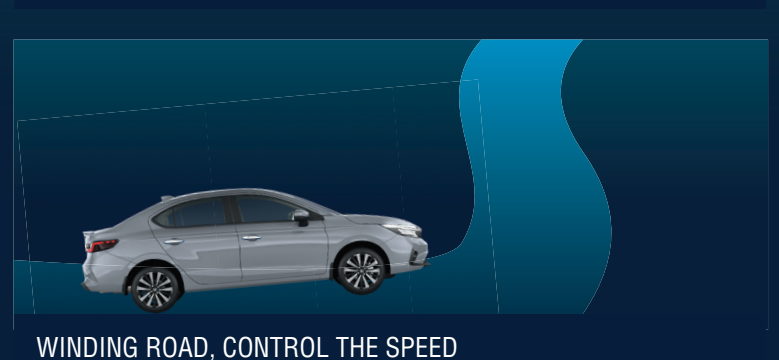 WINDING ROAD, CONTROL THE SPEED